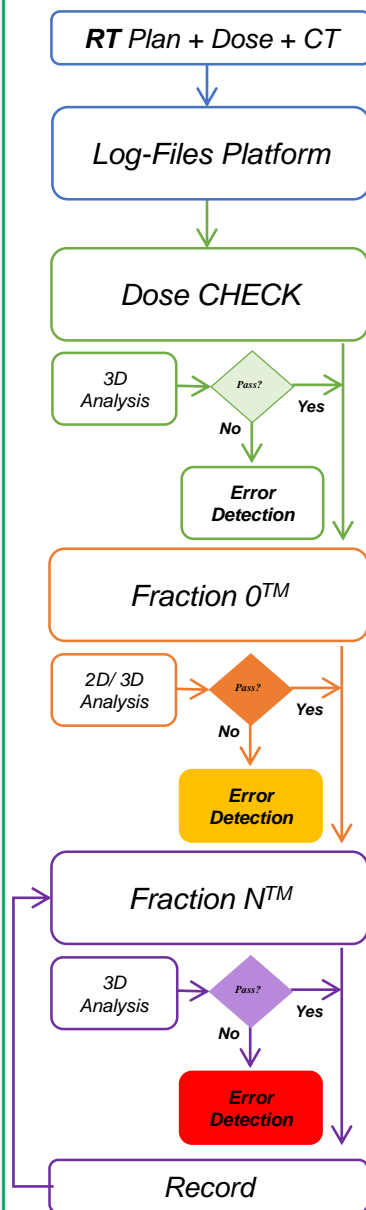 RT Plan + Dose + CT
Log-Files Platform
Dose CHECK
3D
Analysis
Pass?
Yes
No
Error
Detection
Fraction 0TM
2D/ 3D
Analysis
Pass?
Yes
No
Error
Detection
Fraction NTM
3D
Analysis
Pass?
Yes
No
Error
Detection
Record